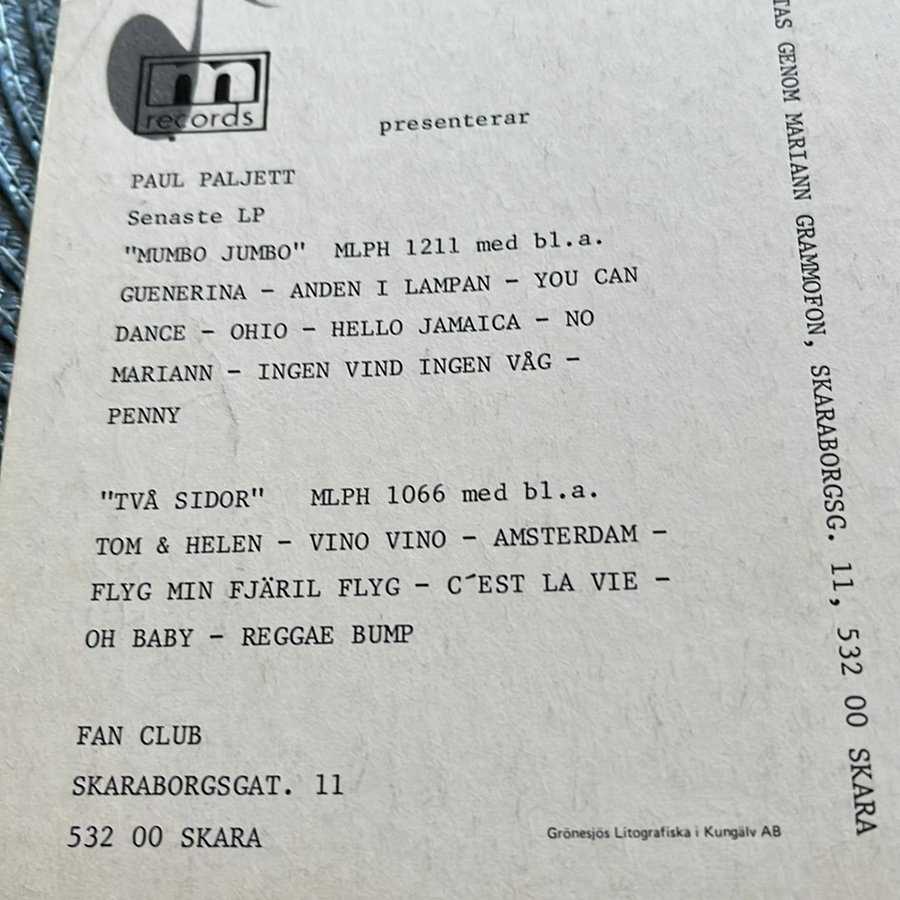 m
records
presenterar
PAUL PALJETT
Senaste LP
"MUMBO JUMBO" MLPH 1211 med bl.a.
GUENERINA - ANDEN I LAMPAN - YOU CAN
DANCE - OHIO - HELLO JAMAICA - NO
MARIANN - INGEN VIND INGEN VÅG -
PENNY
"TVÅ SIDOR" MLPH 1066 med bl.a.
TOM & HELEN - VINO VINO - AMSTERDAM -
FLYG MIN FJÄRIL FLYG - C´EST LA VIE -
OH BABY - REGGAE BUMP
FAN CLUB
SKARABORGSGAT. 11
532 00 SKARA
Grönesjös Litografiska i Kungälv AB
GENOM MARIANN GRAMMOFON, SKARABORGSG. 11, 532 00 SKARA